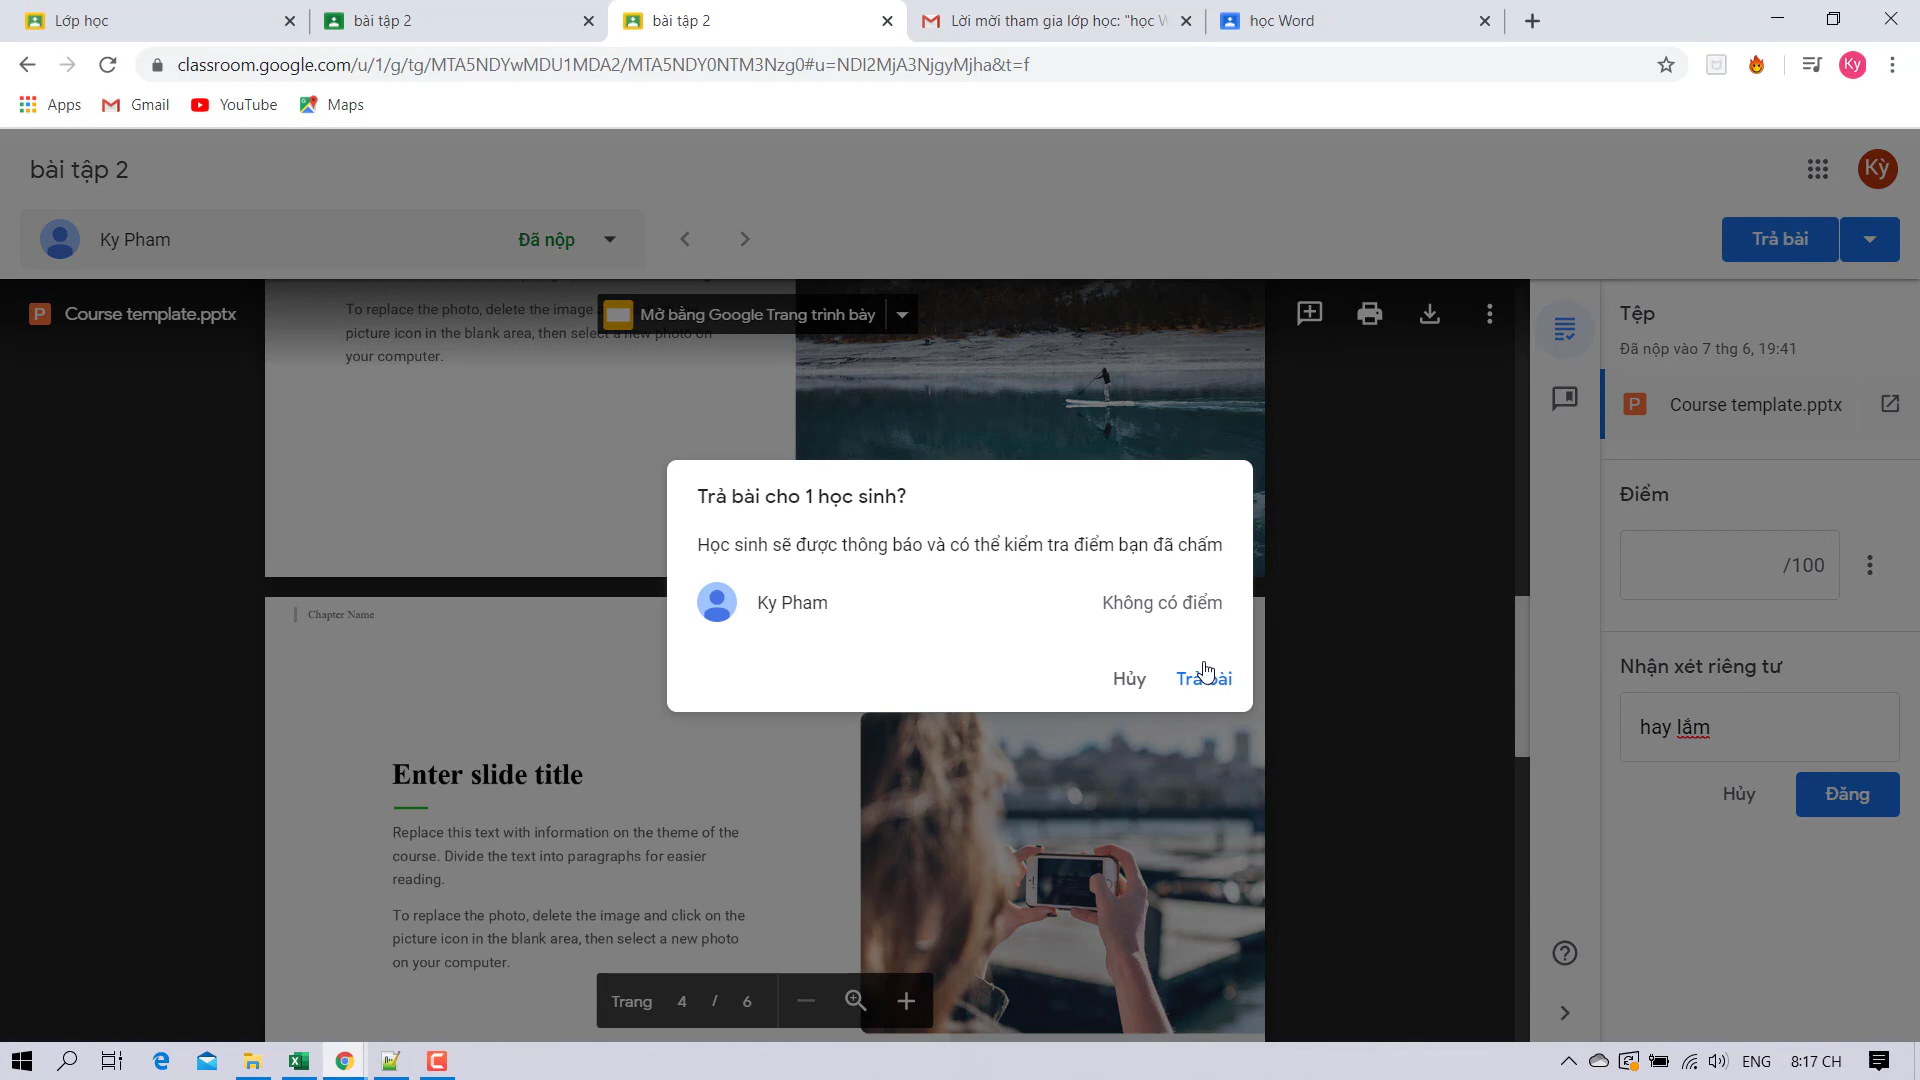 Lớp học
bài tập 2
bài tập 2
Lời mời tham gia lớp học: "học W
học Word
classroom.google.com/u/1/g/tg/MTA5NDYwMDU1MDA2/MTA5NDY0NTM3Nzg0#u=NDI2MjA3NjgyMjha&t=f
Ky
Apps
Gmail
YouTube
Maps
bài tập 2
Kỳ
Ky Pham
Đã nộp
Trả bài
Course template.pptx
To replace the photo, delete the image
picture icon in the blank area, then select a new photo on
your computer.
Mở bằng Google Trang trình bày
Tệp
Đã nộp vào 7 thg 6, 19:41
Course template.pptx
Điểm
/100
Trả bài cho 1 học sinh?
Học sinh sẽ được thông báo và có thể kiểm tra điểm bạn đã chấm
Ky Pham
Không có điểm
Hủy
Trả bài
Nhận xét riêng tư
hay lắm
Hủy
Đăng
Chapter Name
Enter slide title
Replace this text with information on the theme of the
course. Divide the text into paragraphs for easier
reading.
To replace the photo, delete the image and click on the
picture icon in the blank area, then select a new photo
on your computer.
Trang 4 / 6
ENG
8:17 CH